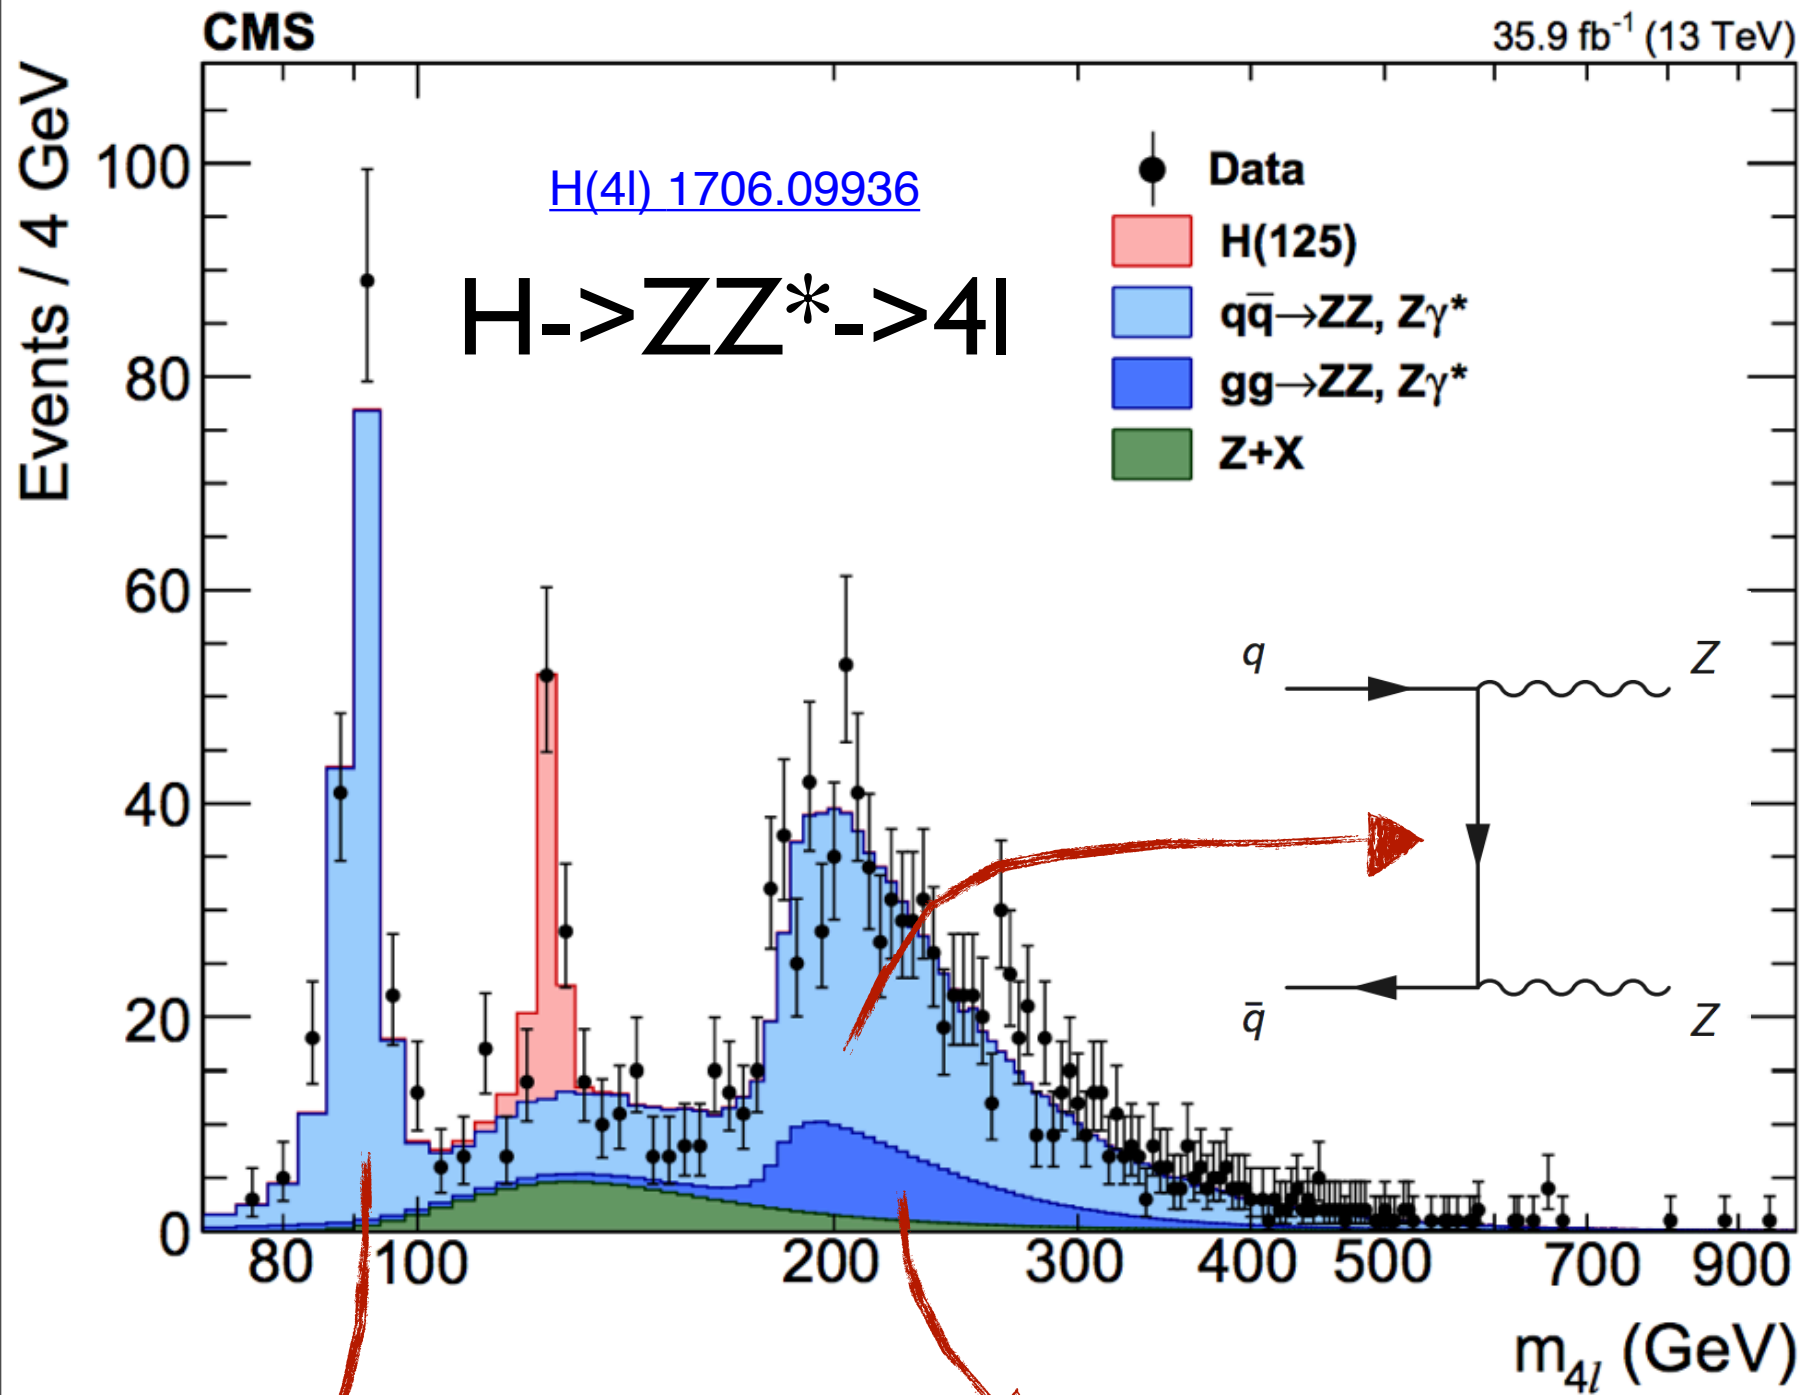 CMS 35.9 fb⁻¹ (13 TeV)
Events / 4 GeV
100
80
60
40
20
0
H(4l) 1706.09936
H->ZZ*->4l
Data
H(125)
qq̄→ZZ, Zγ*
gg→ZZ, Zγ*
Z+X
q Z
q̄ Z
80 100 200 300 400 500 700 900
m₄ₗ (GeV)